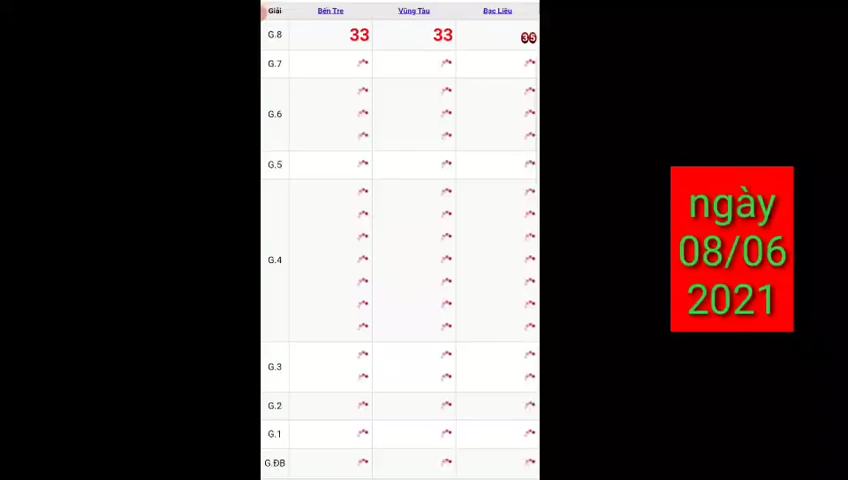 Giải Bến Tre Vũng Tàu Bạc Liêu
G.8 33 33 35
G.7
G.6
G.5
G.4
G.3
G.2
G.1
G.ĐB
ngày
08/06
2021